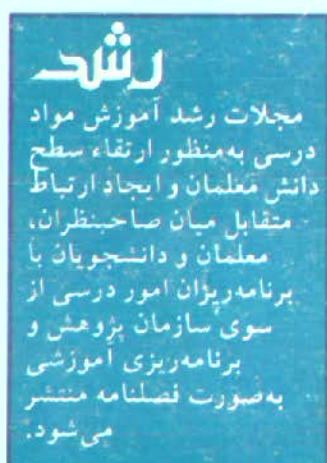 رشد
مجلات رشد آموزش مواد
درسی به‌منظور ارتقاء سطح
دانش معلمان و ایجاد ارتباط
متقابل میان صاحبنظران،
معلمان و دانشجویان با
برنامه‌ریزان امور درسی از
سوی سازمان پژوهش و
برنامه‌ریزی آموزشی
به‌صورت فصلنامه منتشر
می‌شود.